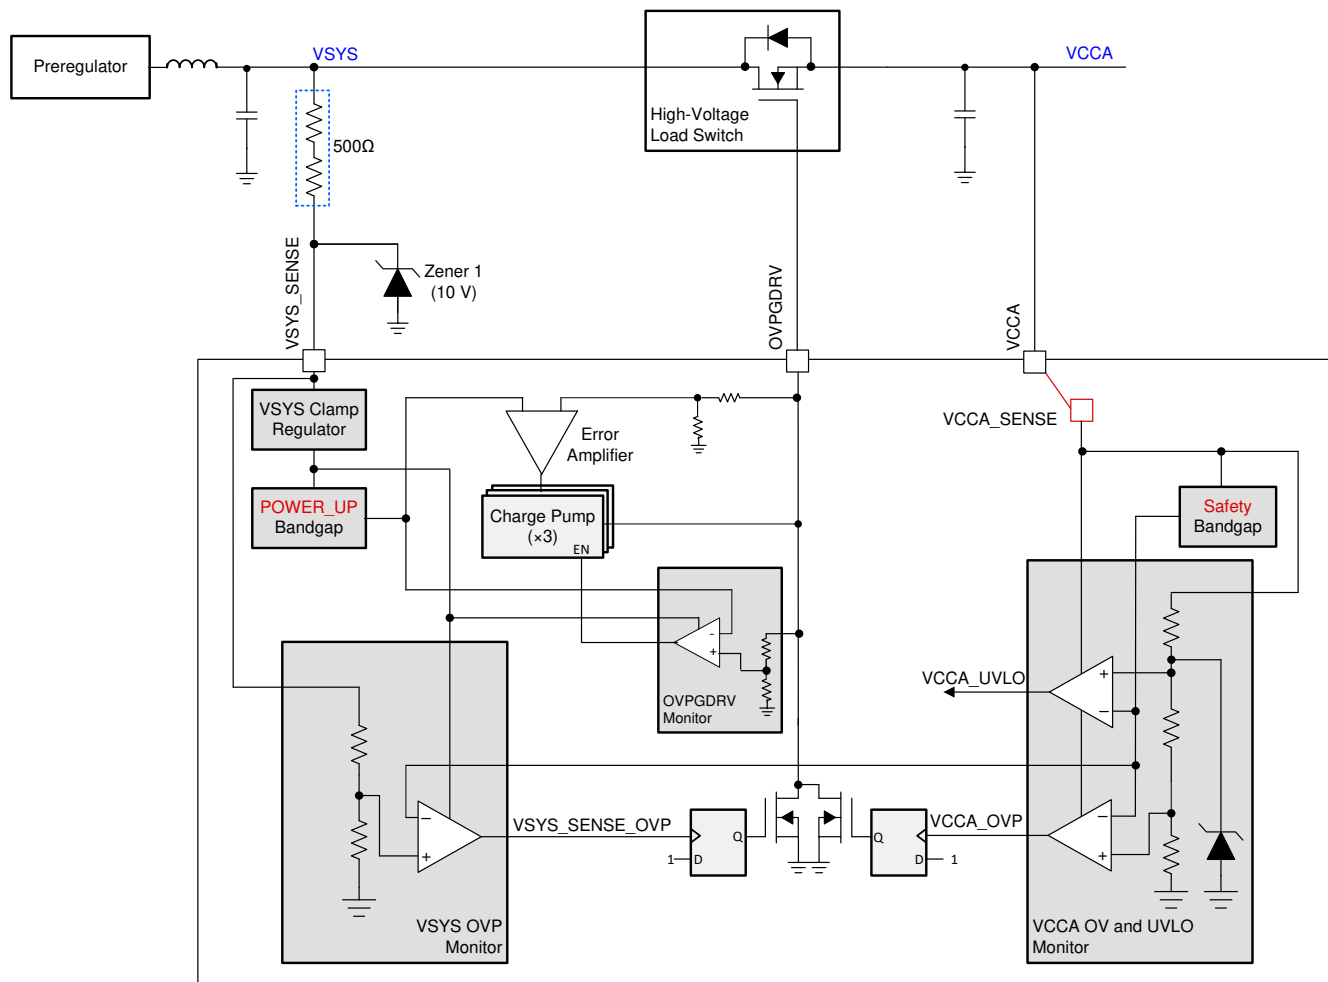 Preregulator
VSYS
VCCA
High-Voltage
Load Switch
500Ω
VSYS_SENSE
Zener 1
(10 V)
OVPGDRV
VCCA
VSYS Clamp
Regulator
Error
Amplifier
VCCA_SENSE
POWER_UP
Bandgap
Charge Pump
(×3)
EN
Safety
Bandgap
-
+
OVPGDRV
Monitor
VCCA_UVLO
+
−
−
+
VSYS_SENSE_OVP
Q
1
D
VSYS OVP
Monitor
VCCA_OVP
Q
D
1
−
+
VCCA OV and UVLO
Monitor